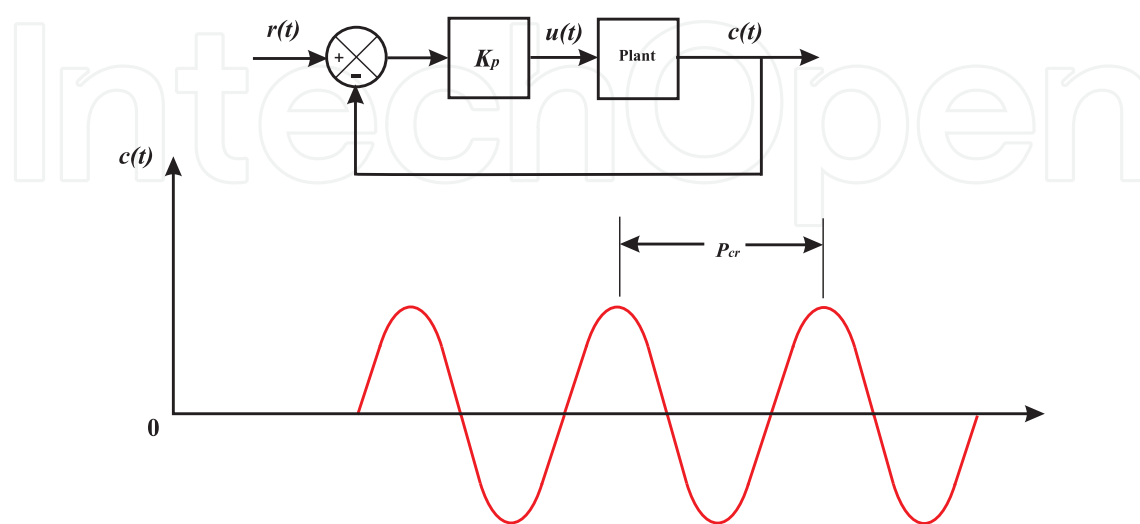 r(t)
u(t)
c(t)
+
-
Kp
Plant
c(t)
Pcr
0
IntechOpen